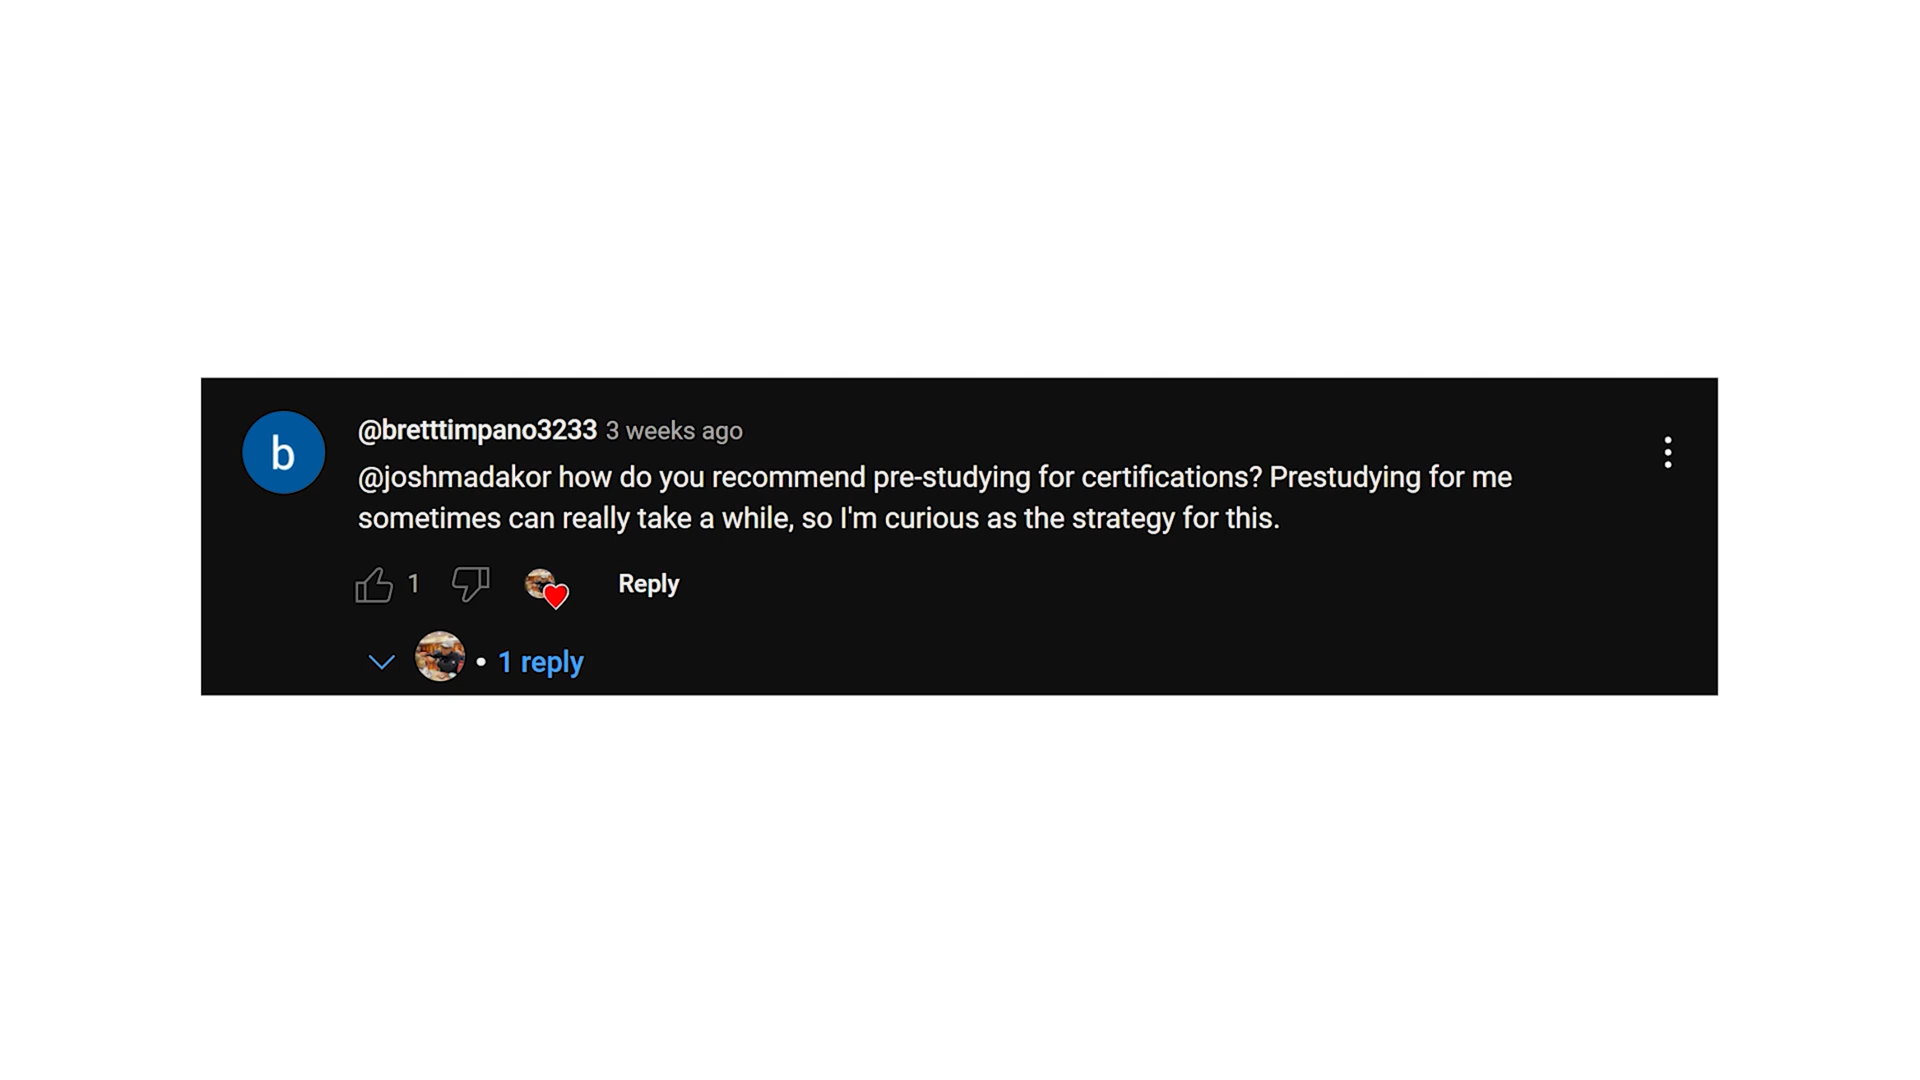 b
@bretttimpano3233 3 weeks ago
@joshmadakor how do you recommend pre-studying for certifications? Prestudying for me
sometimes can really take a while, so I'm curious as the strategy for this.
1 Reply
• 1 reply